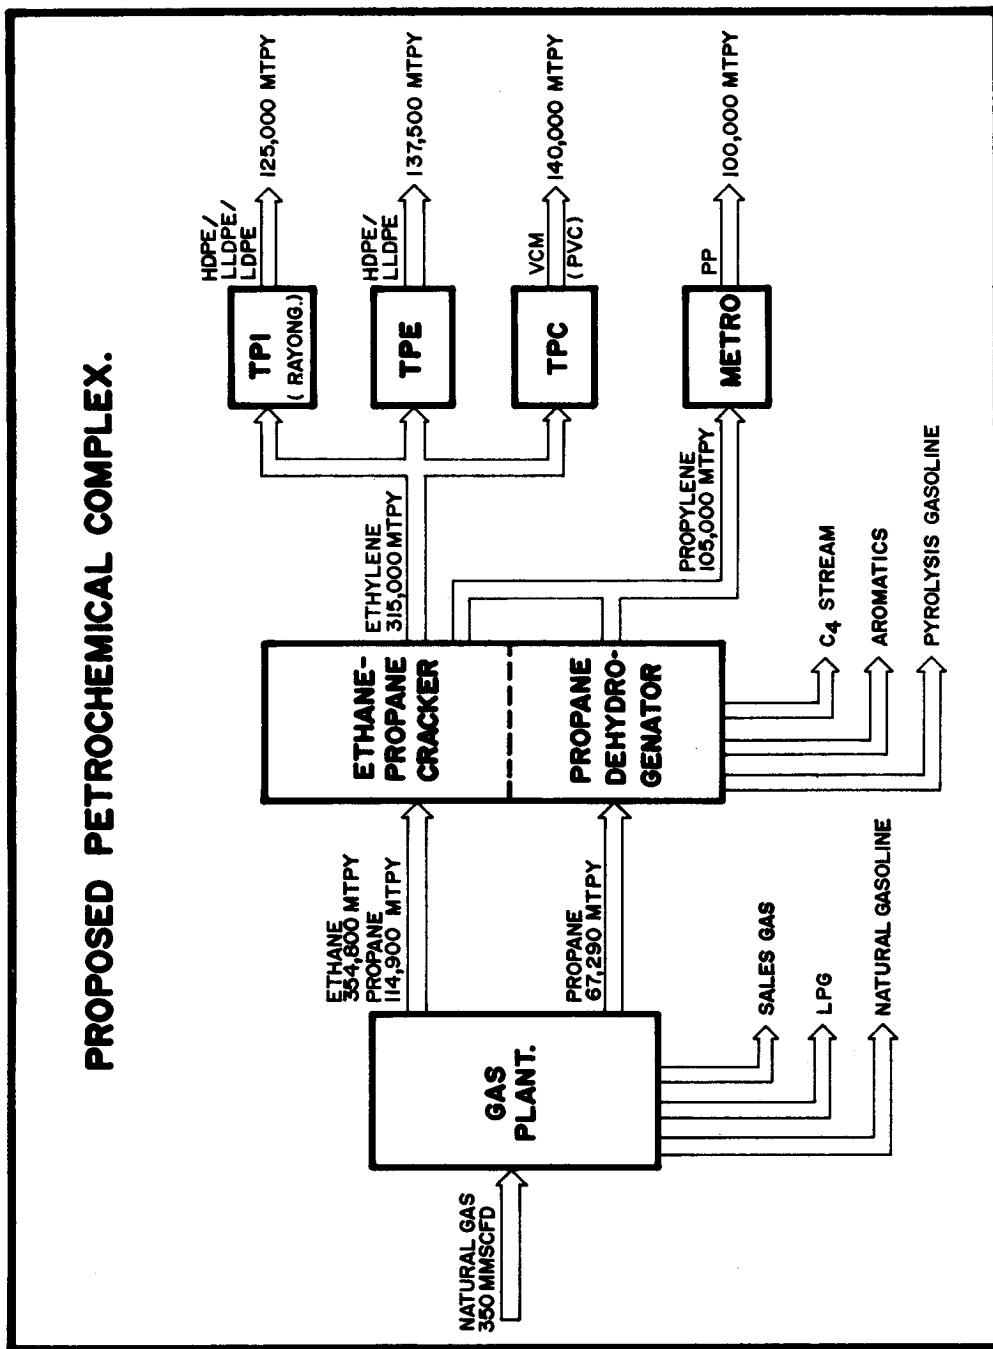 PROPOSED PETROCHEMICAL COMPLEX.
NATURAL GAS
350 MMSCFD
GAS
PLANT.
ETHANE
354,800 MTPY
PROPANE
114,900 MTPY
PROPANE
67,290 MTPY
SALES GAS
LPG
NATURAL GASOLINE
ETHANE-
PROPANE
CRACKER
PROPANE
DEHYDRO-
GENATOR
ETHYLENE
315,000 MTPY
PROPYLENE
105,000 MTPY
C4 STREAM
AROMATICS
PYROLYSIS GASOLINE
TPI
(RAYONG.)
HDPE/
LLDPE/
LDPE
125,000 MTPY
TPE
HDPE/
LLDPE
137,500 MTPY
TPC
VCM
(PVC)
140,000 MTPY
METRO
PP
100,000 MTPY